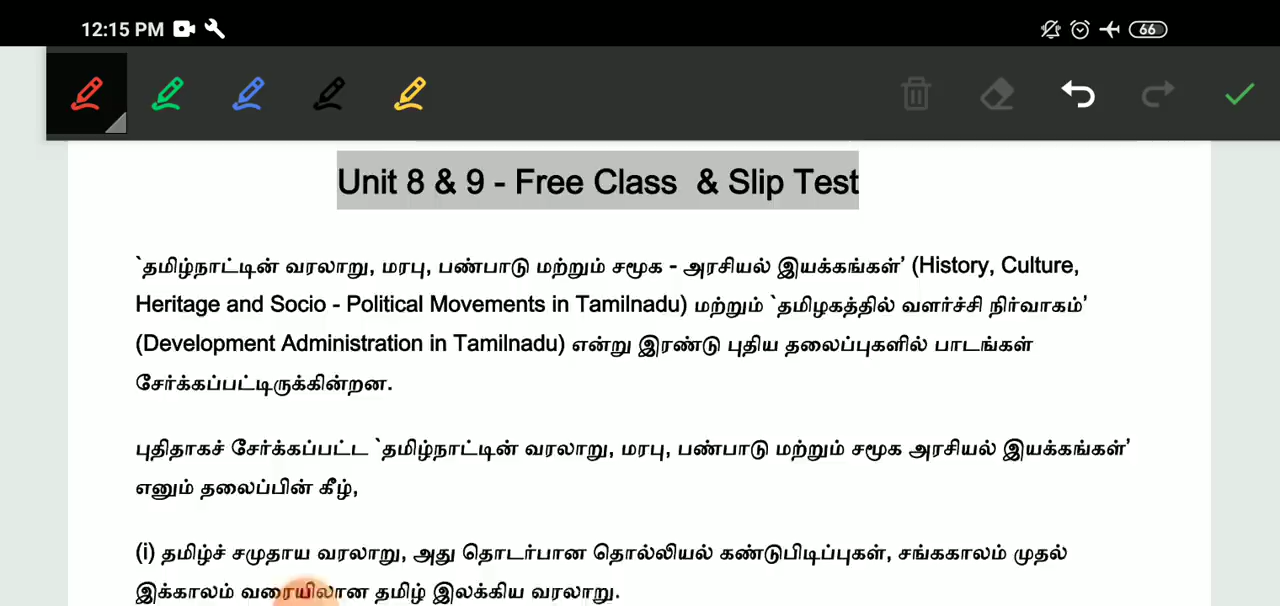 12:15 PM
66
Unit 8 & 9 - Free Class & Slip Test
`தமிழ்நாட்டின் வரலாறு, மரபு, பண்பாடு மற்றும் சமூக - அரசியல் இயக்கங்கள்’ (History, Culture,
Heritage and Socio - Political Movements in Tamilnadu) மற்றும் `தமிழகத்தில் வளர்ச்சி நிர்வாகம்’
(Development Administration in Tamilnadu) என்று இரண்டு புதிய தலைப்புகளில் பாடங்கள்
சேர்க்கப்பட்டிருக்கின்றன.
புதிதாகச் சேர்க்கப்பட்ட `தமிழ்நாட்டின் வரலாறு, மரபு, பண்பாடு மற்றும் சமூக அரசியல் இயக்கங்கள்’
எனும் தலைப்பின் கீழ்,
(i) தமிழ்ச் சமுதாய வரலாறு, அது தொடர்பான தொல்லியல் கண்டுபிடிப்புகள், சங்ககாலம் முதல்
இக்காலம் வரையிலான தமிழ் இலக்கிய வரலாறு.